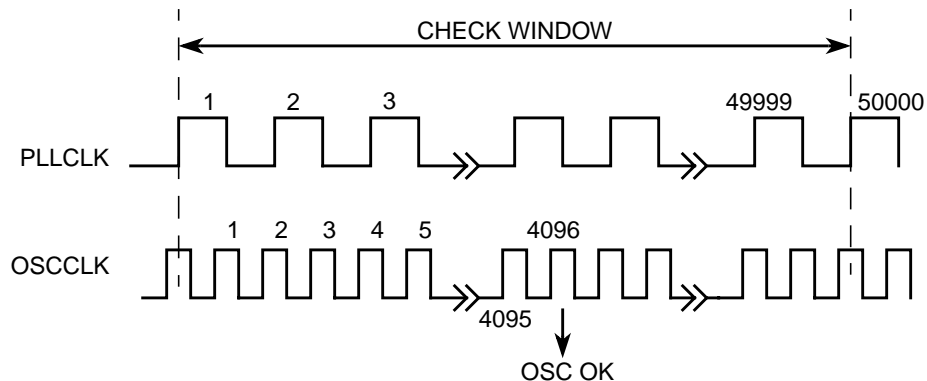 CHECK WINDOW
1 2 3 49999 50000
PLLCLK
1 2 3 4 5 4096
OSCCLK
4095
OSC OK